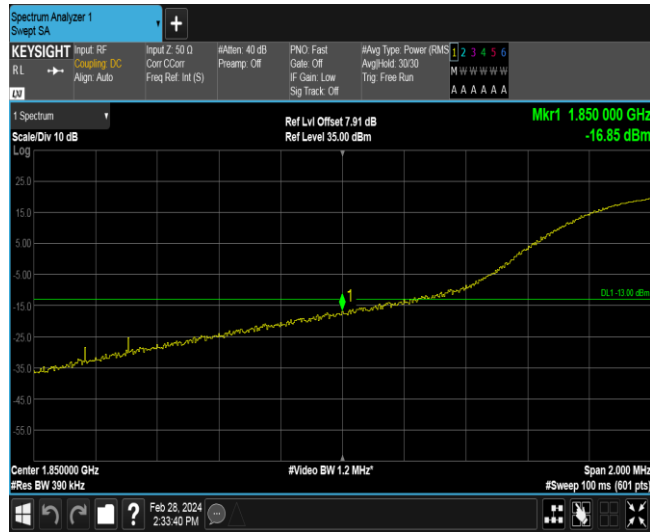 Spectrum Analyzer 1
Swept SA
+
KEYSIGHT
RL
LXI
Input: RF
Coupling: DC
Align: Auto
Input Z: 50 Ω
Corr CCorr
Freq Ref: Int (S)
#Atten: 40 dB
Preamp: Off
PNO: Fast
Gate: Off
IF Gain: Low
Sig Track: Off
#Avg Type: Power (RMS
Avg|Hold: 30/30
Trig: Free Run
1 2 3 4 5 6
M W W W W W
A A A A A A
1 Spectrum
Scale/Div 10 dB
Log
Ref Lvl Offset 7.91 dB
Ref Level 35.00 dBm
Mkr1 1.850 000 GHz
-16.85 dBm
25.0
15.0
5.00
-5.00
-15.0
-25.0
-35.0
-45.0
-55.0
1
DL1 -13.00 dBm
Center 1.850000 GHz
#Res BW 390 kHz
#Video BW 1.2 MHz*
Span 2.000 MHz
#Sweep 100 ms (601 pts)
?
Feb 28, 2024
2:33:40 PM